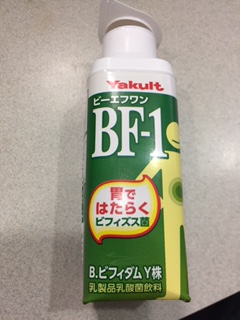 Yakult
ビーエフワン
BF-1
胃で
はたらく
ビフィズス菌
B.ビフィダム Y株
乳製品乳酸菌飲料